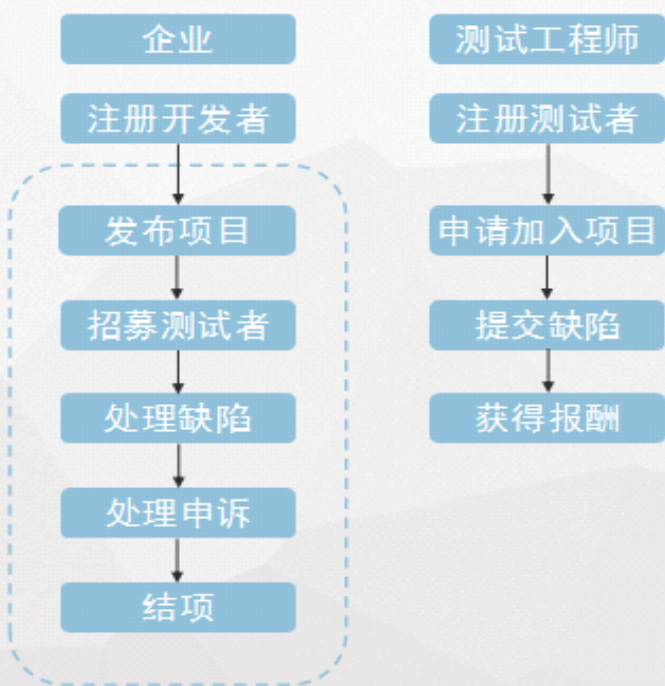 企业
注册开发者
发布项目
招募测试者
处理缺陷
处理申诉
结项
测试工程师
注册测试者
申请加入项目
提交缺陷
获得报酬